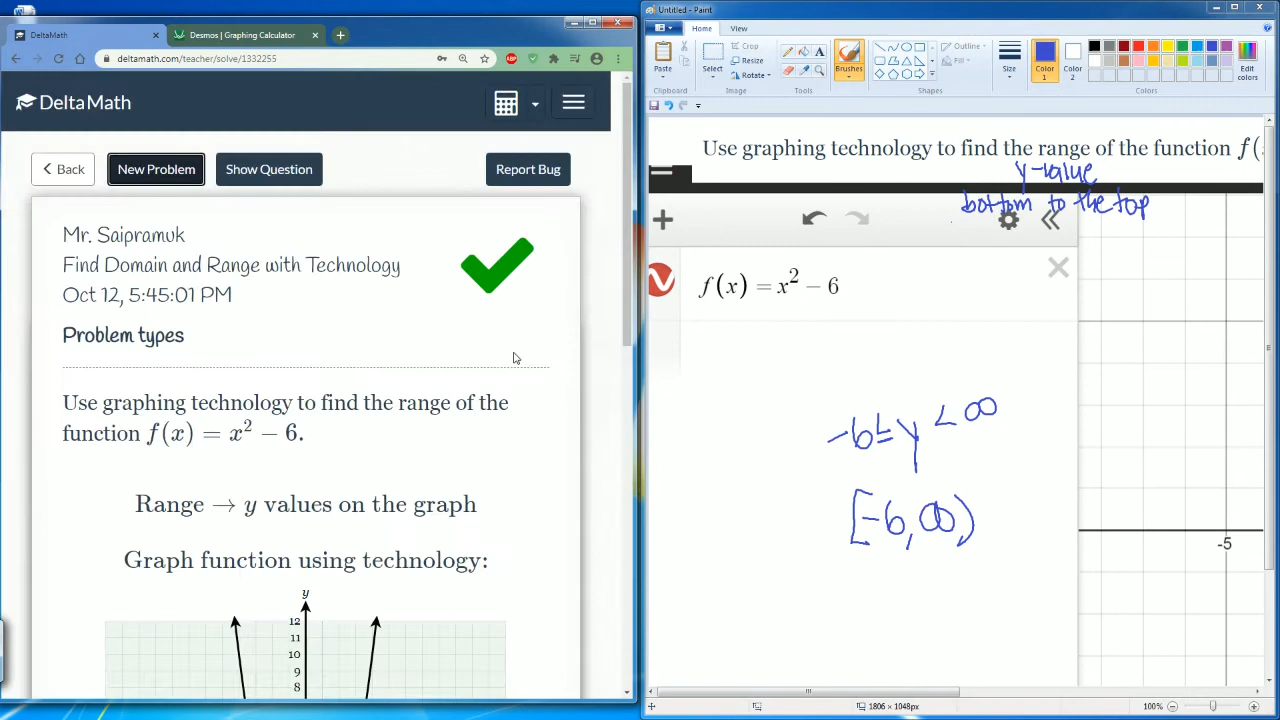 DeltaMath
Desmos | Graphing Calculator
deltamath.com/teacher/solve/1332255
ABP
DeltaMath
Back
New Problem
Show Question
Report Bug
Mr. Saipramuk
Find Domain and Range with Technology
Oct 12, 5:45:01 PM
Problem types
Use graphing technology to find the range of the
function f(x) = x² − 6.
Range → y values on the graph
Graph function using technology:
y
12
11
10
9
8
Untitled - Paint
Home
View
Paste
Clipboard
Select
Crop
Resize
Rotate
Image
A
Tools
Brushes
Shapes
Outline
Fill
Size
Color 1
Color 2
Edit colors
Colors
Use graphing technology to find the range of the function f(
y-value
bottom to the top
f(x) = x² − 6
-6 ≤ y < ∞
[-6, ∞)
-5
1806 × 1048px
100%